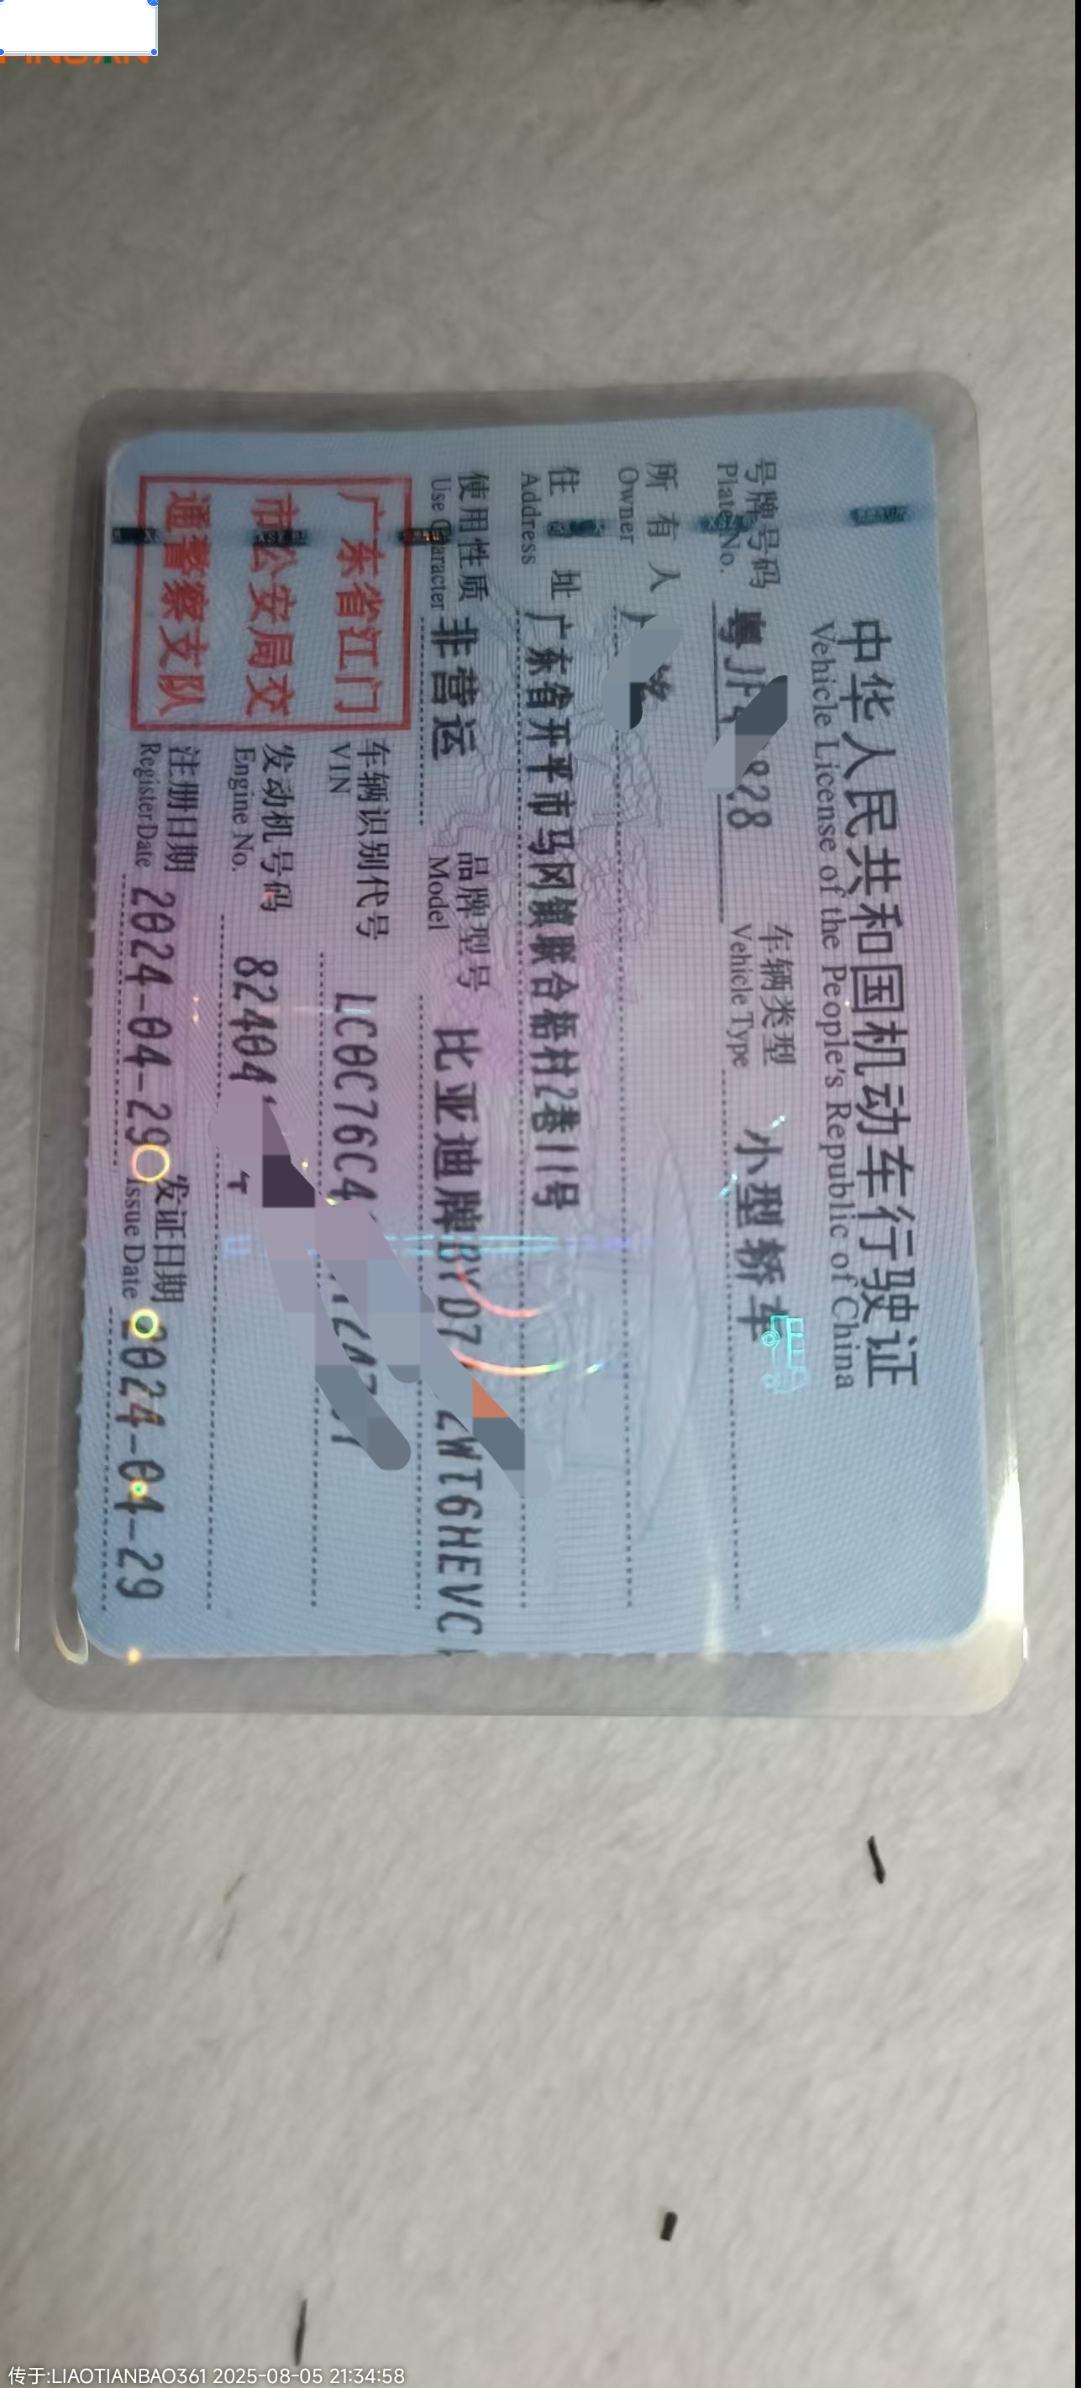 中华人民共和国机动车行驶证
Vehicle License of the People's Republic of China
号牌号码 粤JF 828 车辆类型 小型轿车
Plate No. Vehicle Type
所有人
Owner
住址 广东省开平市马冈镇联合梧村2巷11号
Address
使用性质 非营运 品牌型号 比亚迪牌BYD7 2WT6HEVC
Use Character Model
广东省江门
市公安局交
通警察支队
车辆识别代号 LC0C76C4
VIN
发动机号码 82404
Engine No.
注册日期 2024-04-29 发证日期 2024-04-29
Register Date Issue Date
传于:LIAOTIANBAO361 2025-08-05 21:34:58